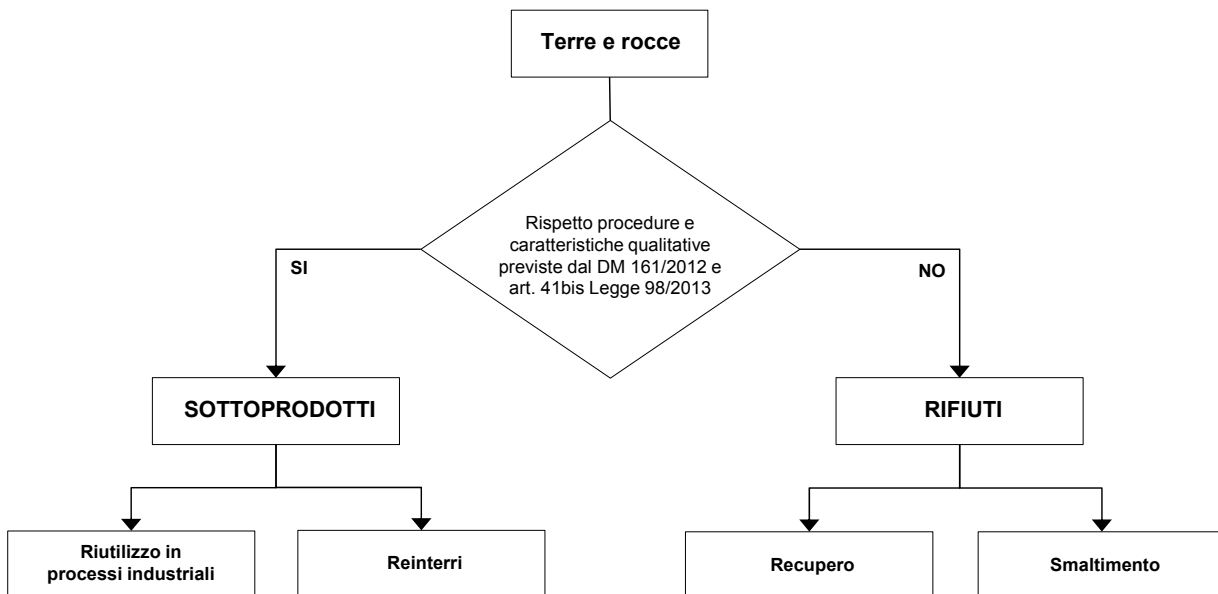 Terre e rocce
Rispetto procedure e
caratteristiche qualitative
previste dal DM 161/2012 e
art. 41bis Legge 98/2013
SI
NO
SOTTOPRODOTTI
RIFIUTI
Riutilizzo in
processi industriali
Reinterri
Recupero
Smaltimento